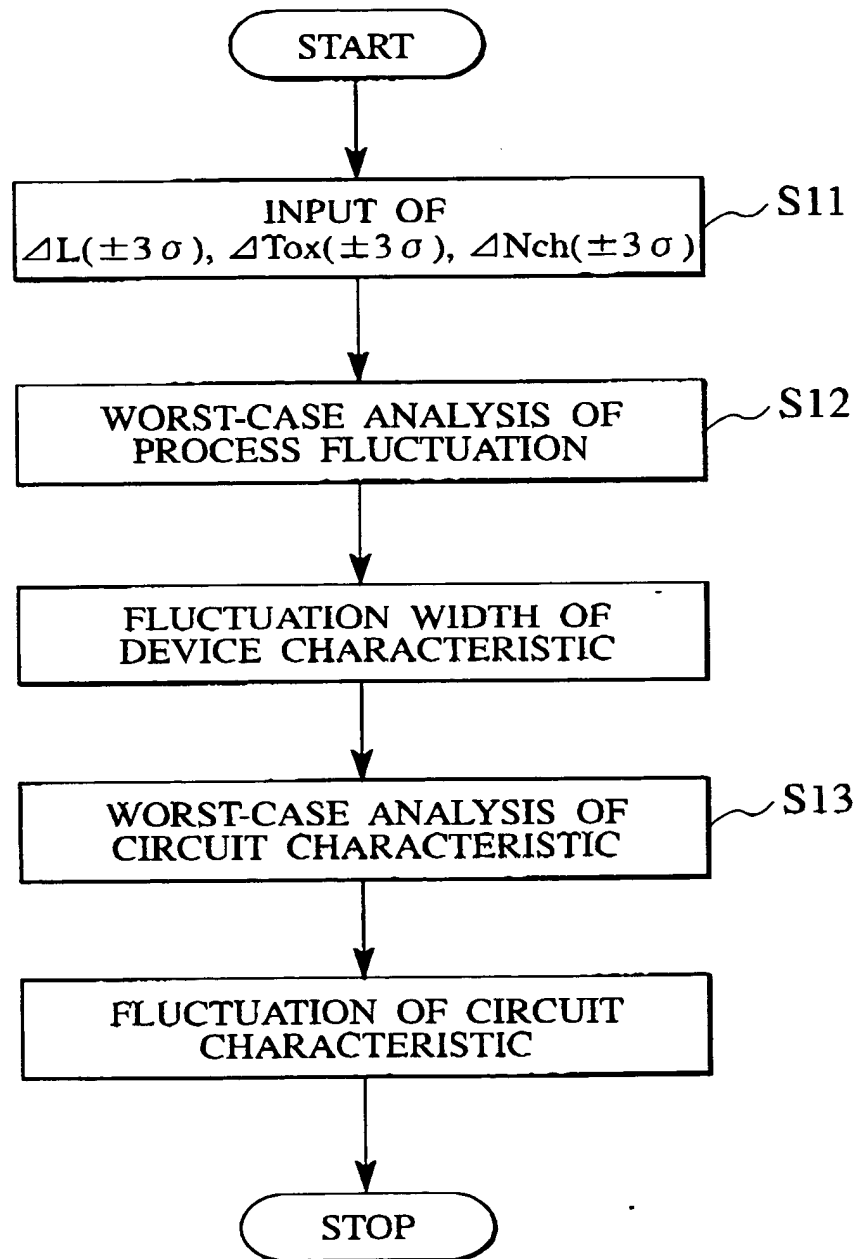 START
INPUT OF
⊿L(±3σ), ⊿Tox(±3σ), ⊿Nch(±3σ)
S11
WORST-CASE ANALYSIS OF
PROCESS FLUCTUATION
S12
FLUCTUATION WIDTH OF
DEVICE CHARACTERISTIC
WORST-CASE ANALYSIS OF
CIRCUIT CHARACTERISTIC
S13
FLUCTUATION OF CIRCUIT
CHARACTERISTIC
STOP